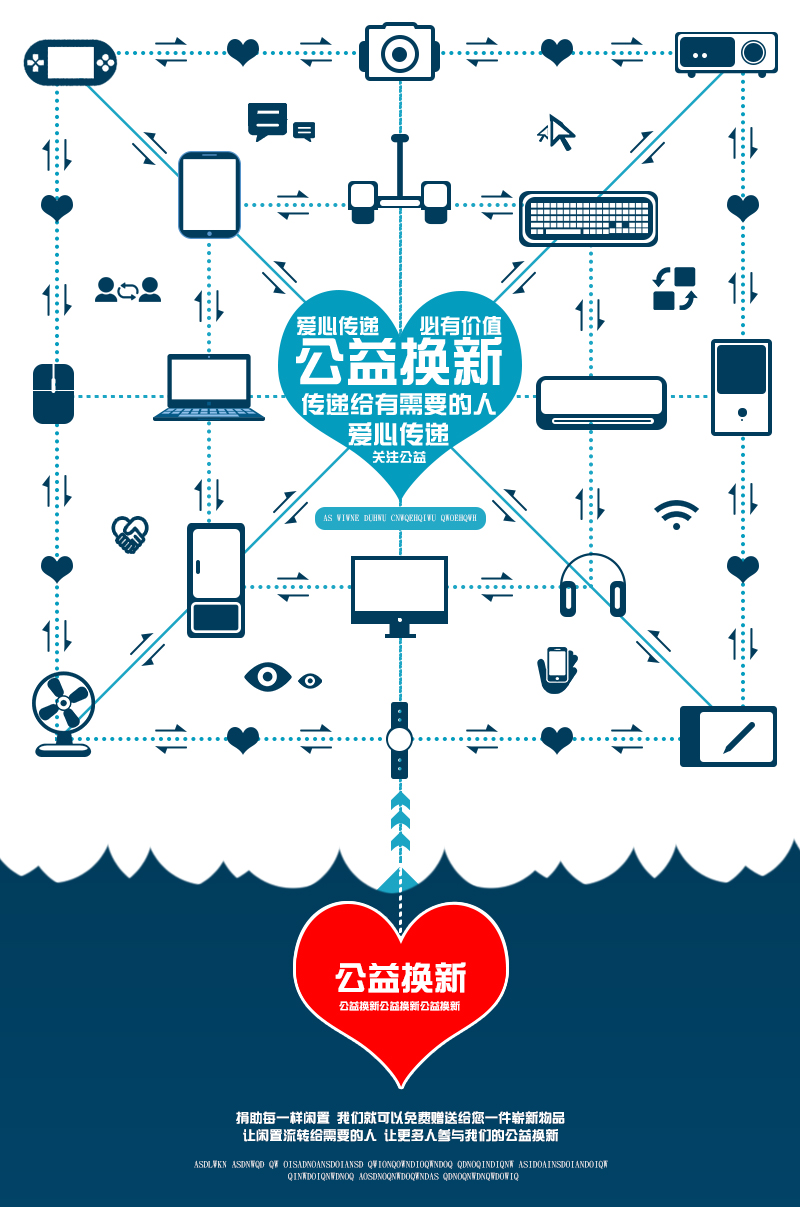 爱心传递 必有价值
公益换新
传递给有需要的人
爱心传递
关注公益
AS WIWNE DUHWU CNWQEHQIWU QWOEHQWH
公益换新
公益换新公益换新公益换新
捐助每一样闲置 我们就可以免费赠送给您一件崭新物品
让闲置流转给需要的人 让更多人参与我们的公益换新
ASDLWKN ASDNWQD QW OISADNOANSDOIANSD QWIONQOWNDIOQWNDOQ QDNOQINDIQNW ASIDOAINSDOIANDOIQW
QINWDOIQNWDNOQ AOSDNOQNWDOQWNDAS QDNOQNWDNQWDOWIQ